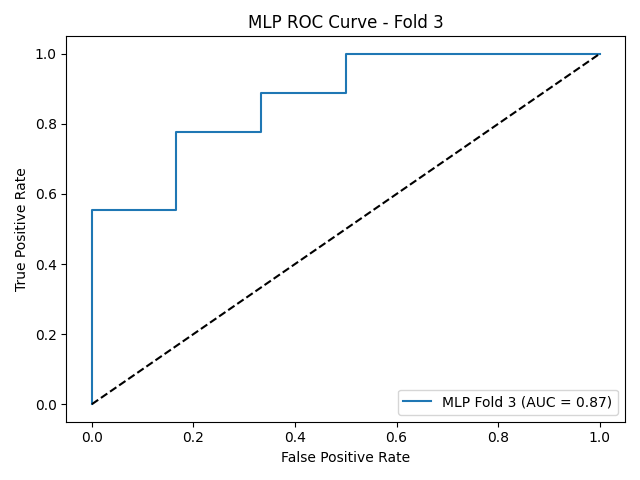 MLP ROC Curve - Fold 3
1.0
0.8
0.6
0.4
0.2
0.0
True Positive Rate
MLP Fold 3 (AUC = 0.87)
0.0 0.2 0.4 0.6 0.8 1.0
False Positive Rate